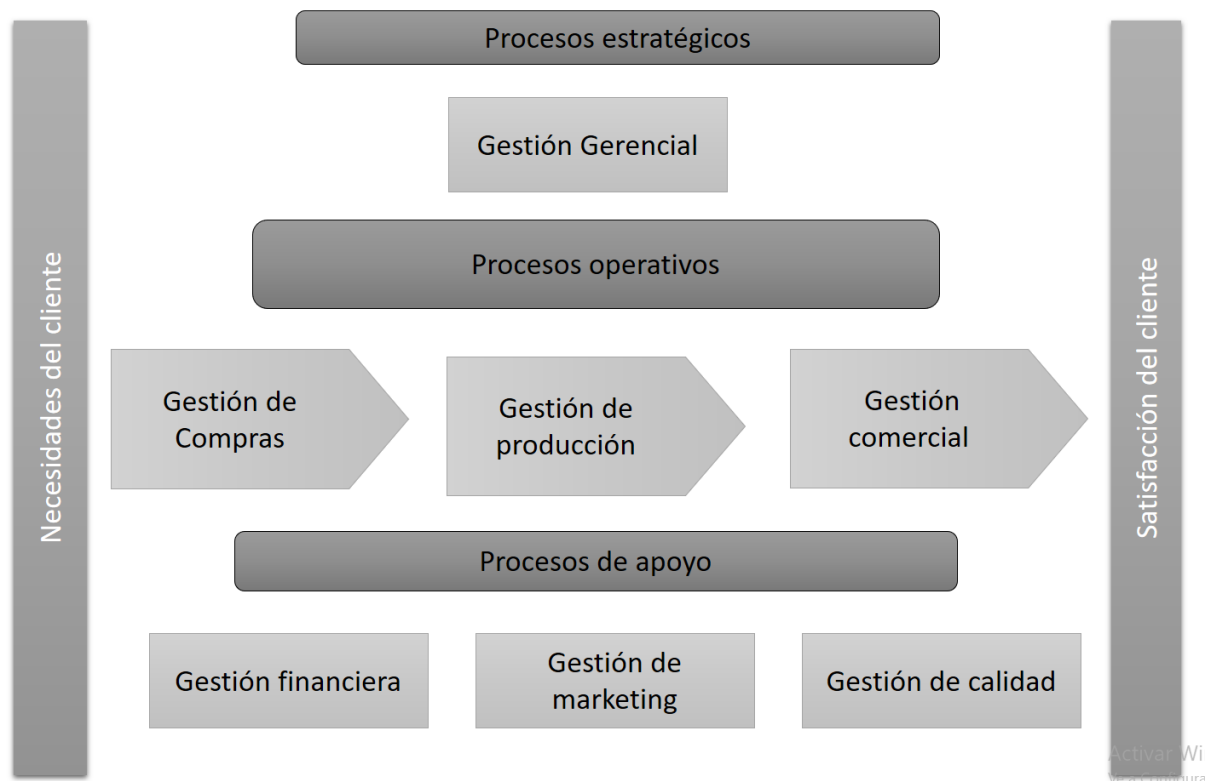 Procesos estratégicos
Gestión Gerencial
Procesos operativos
Necesidades del cliente
Gestión de
Compras
Gestión de
producción
Gestión
comercial
Satisfacción del cliente
Procesos de apoyo
Gestión financiera
Gestión de
marketing
Gestión de calidad
Activar Wi